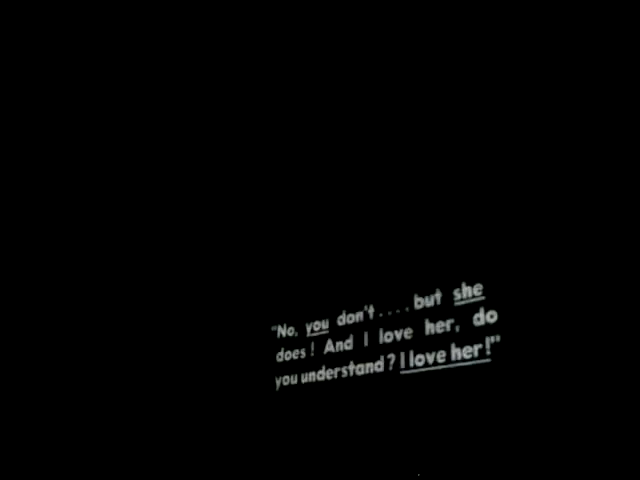 "No, you don't.... but she
does! And I love her, do
you understand? I love her!"